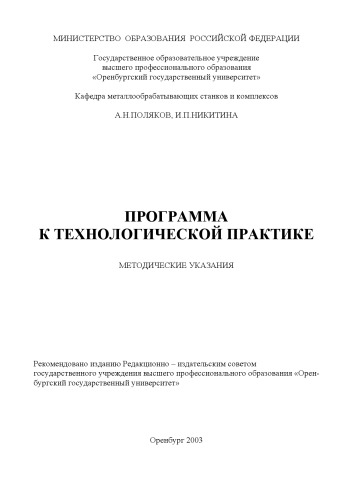 МИНИСТЕРСТВО ОБРАЗОВАНИЯ РОССИЙСКОЙ ФЕДЕРАЦИИ
Государственное образовательное учреждение
высшего профессионального образования
«Оренбургский государственный университет»
Кафедра металлообрабатывающих станков и комплексов
А.Н.ПОЛЯКОВ, И.П.НИКИТИНА
ПРОГРАММА
К ТЕХНОЛОГИЧЕСКОЙ ПРАКТИКЕ
МЕТОДИЧЕСКИЕ УКАЗАНИЯ
Рекомендовано изданию Редакционно – издательским советом
государственного учреждения высшего профессионального образования «Орен-
бургский государственный университет»
Оренбург 2003